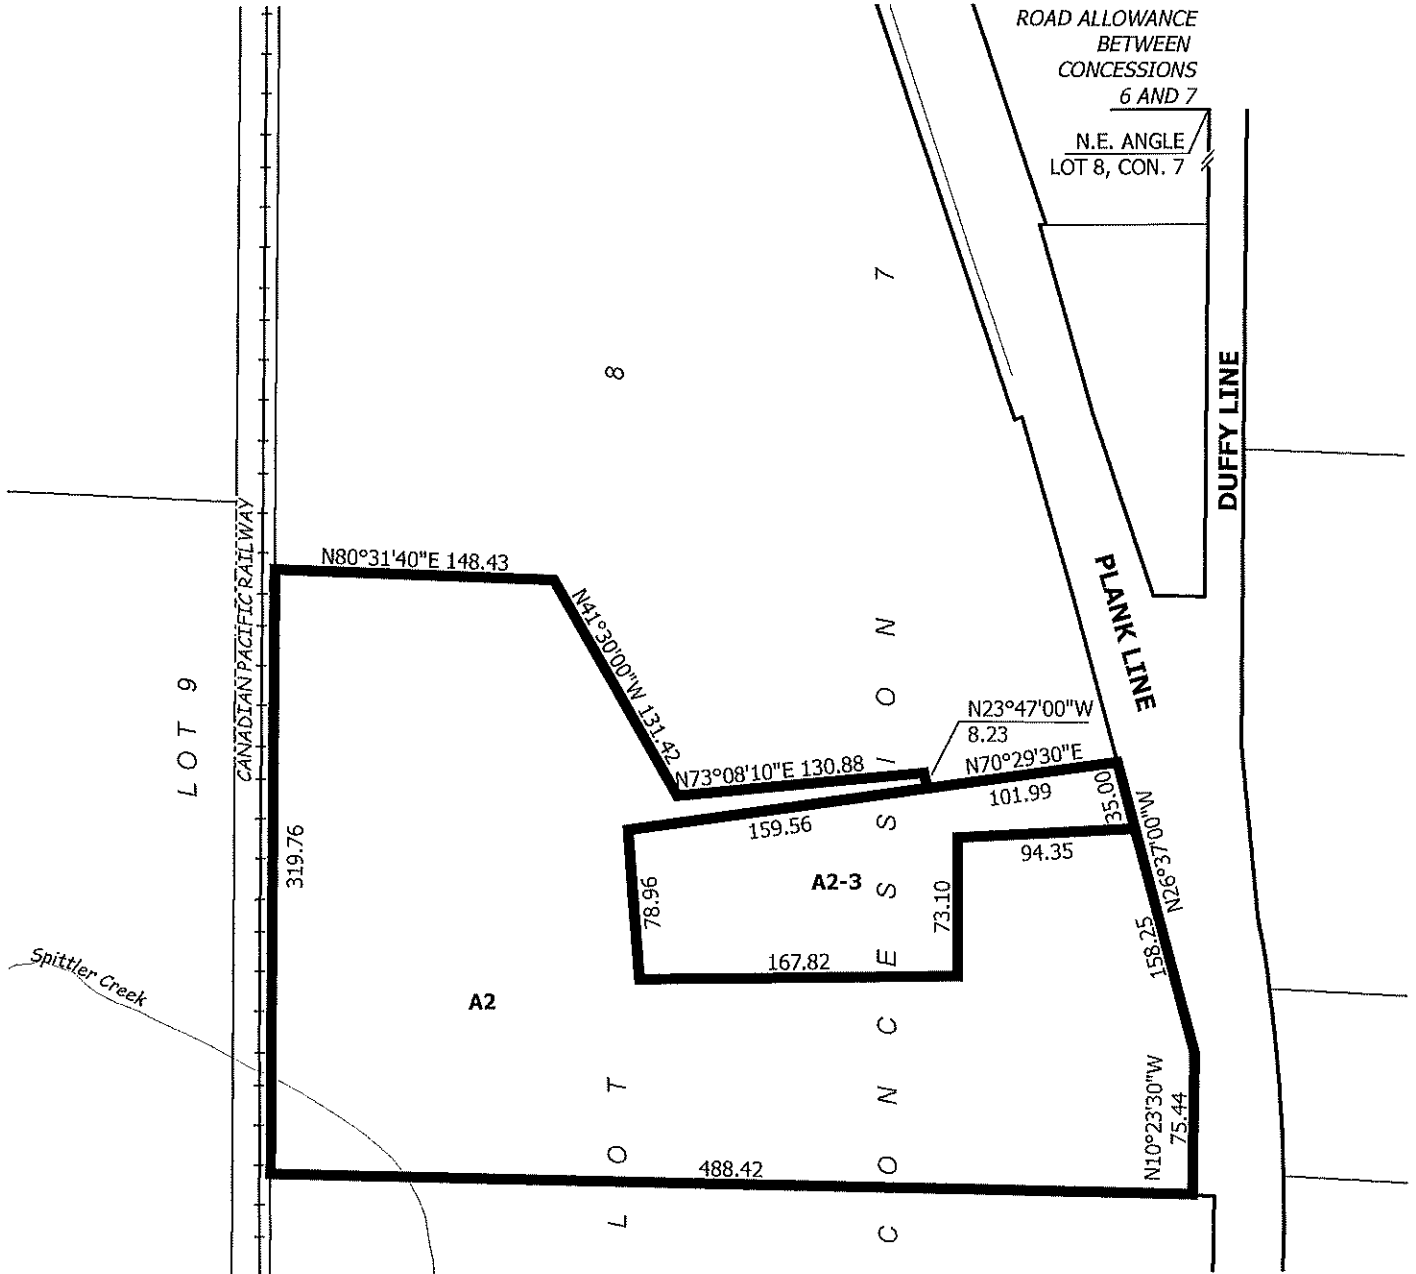 ROAD ALLOWANCE
BETWEEN
CONCESSIONS
6 AND 7
N.E. ANGLE
LOT 8, CON. 7
7
8
DUFFY LINE
PLANK LINE
CANADIAN PACIFIC RAILWAY
LOT 9
N80°31'40"E 148.43
N41°30'00"W 131.42
N73°08'10"E 130.88
N23°47'00"W
8.23
N70°29'30"E
101.99
35.00
159.56
94.35
N26°37'00"W
158.25
319.76
78.96
A2-3
73.10
167.82
A2
Spittler Creek
N10°23'30"W
75.44
488.42
LOT
CONCESSION